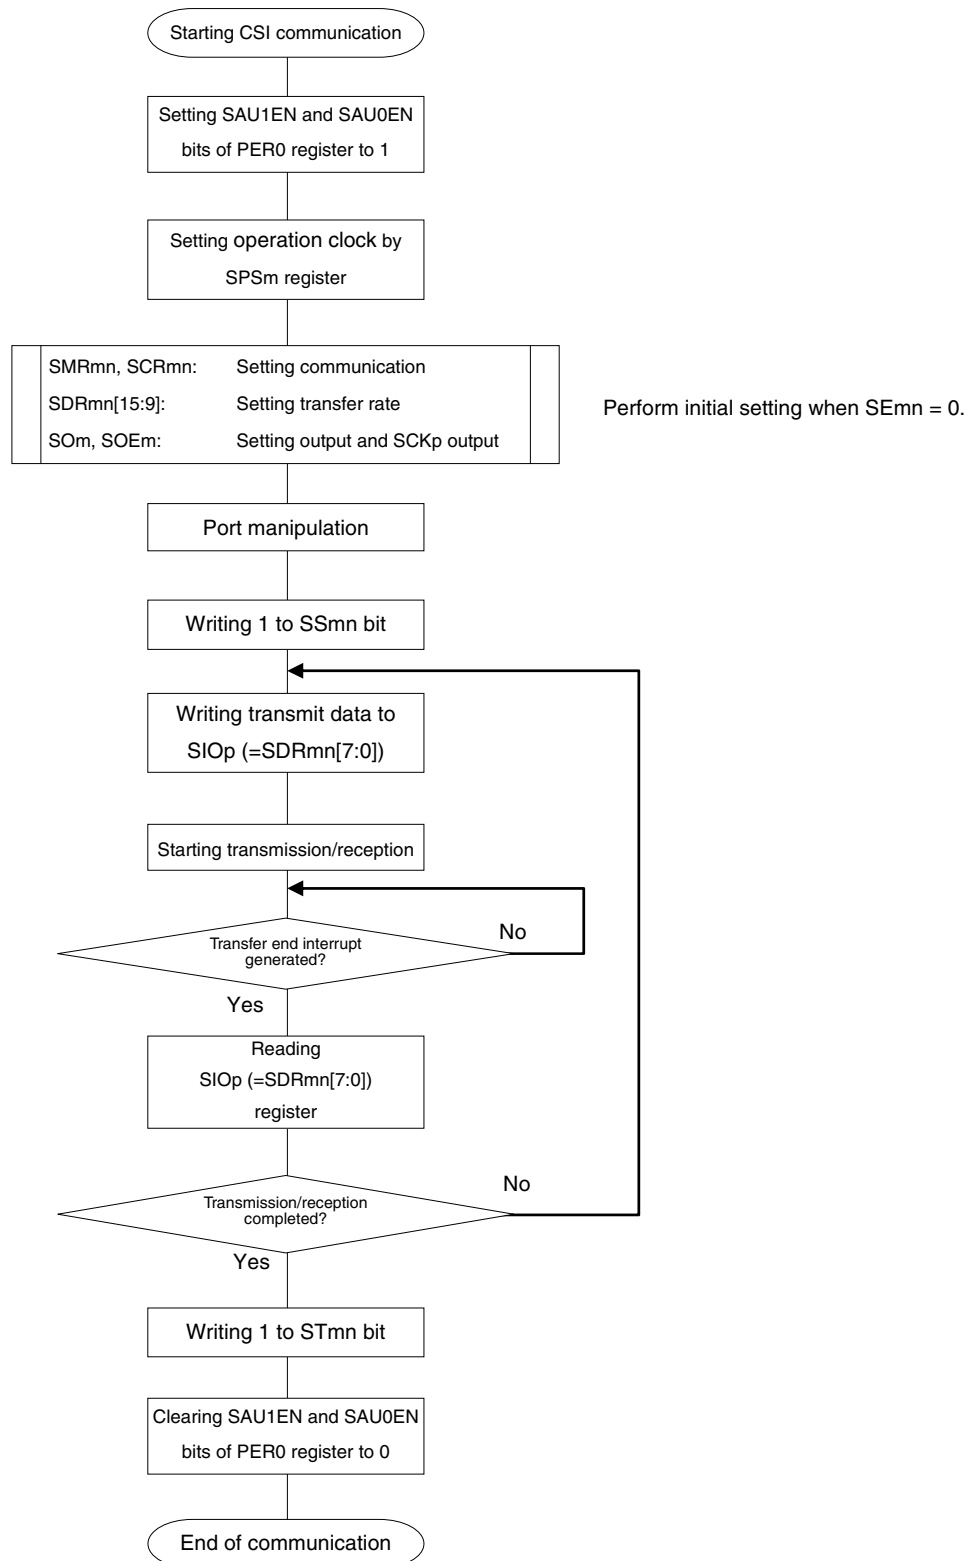 Starting CSI communication
Setting SAU1EN and SAU0EN
bits of PER0 register to 1
Setting operation clock by
SPSm register
SMRmn, SCRmn: Setting communication
SDRmn[15:9]: Setting transfer rate
SOm, SOEm: Setting output and SCKp output
Perform initial setting when SEmn = 0.
Port manipulation
Writing 1 to SSmn bit
Writing transmit data to
SIOp (=SDRmn[7:0])
Starting transmission/reception
Transfer end interrupt
generated?
No
Yes
Reading
SIOp (=SDRmn[7:0])
register
Transmission/reception
completed?
No
Yes
Writing 1 to STmn bit
Clearing SAU1EN and SAU0EN
bits of PER0 register to 0
End of communication